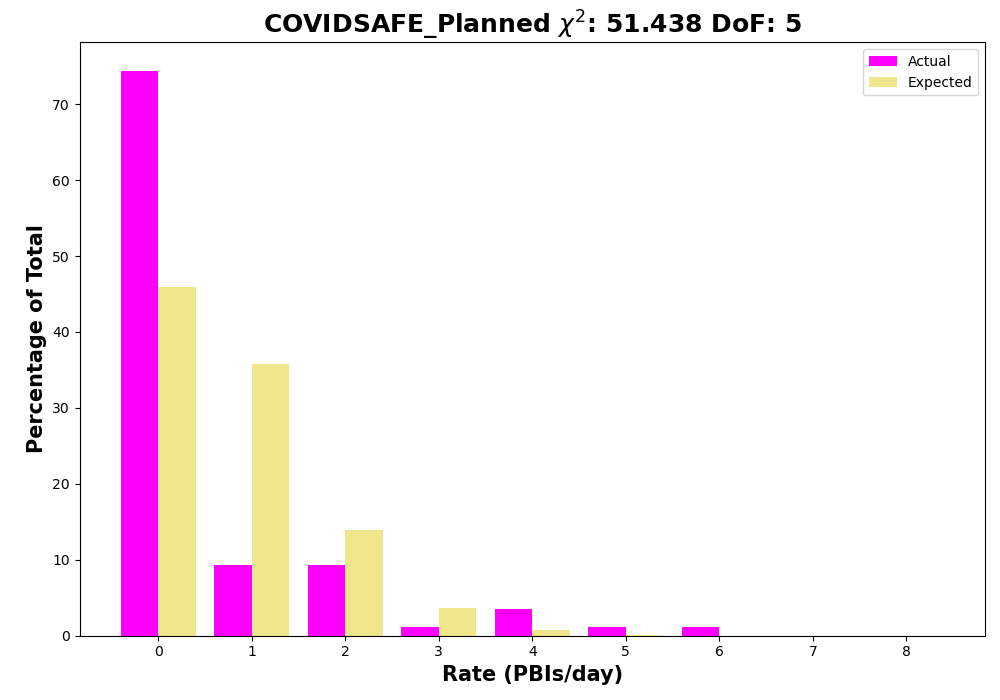 COVIDSAFE_Planned χ²: 51.438 DoF: 5
Actual
Expected
70
60
50
40
30
20
10
0
Percentage of Total
0 1 2 3 4 5 6 7 8
Rate (PBIs/day)